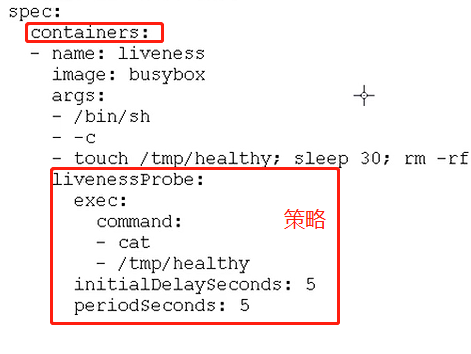 spec:
  containers:
  - name: liveness
    image: busybox
    args:
    - /bin/sh
    - -c
    - touch /tmp/healthy; sleep 30; rm -rf
    livenessProbe:
      exec:
        command:
        - cat
        - /tmp/healthy
      initialDelaySeconds: 5
      periodSeconds: 5
策略